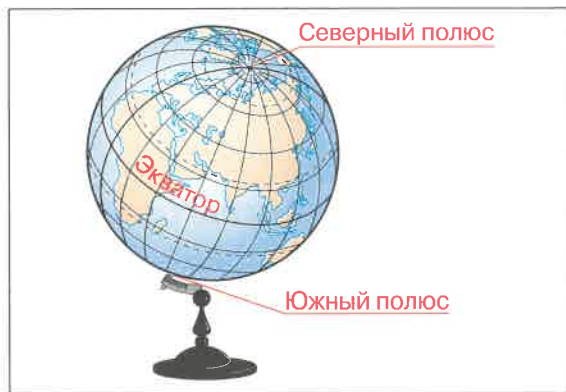 Северный полюс
Экватор
Южный полюс